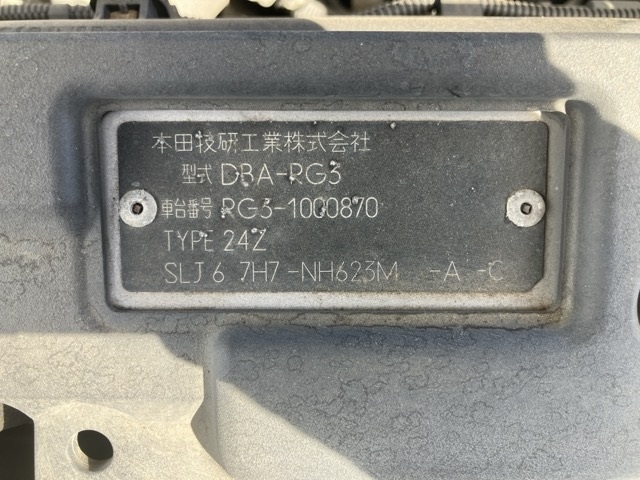 本田技研工業株式会社
型式 DBA-RG3
車台番号 RG3-1000870
TYPE 24Z
SLJ 6 7H7 -NH623M -A -C